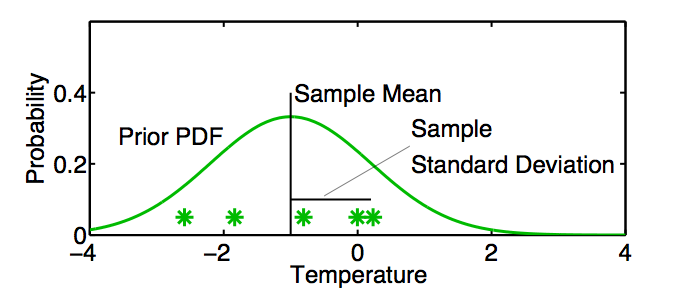 Probability
0.4
0.2
0
Sample Mean
Prior PDF
Sample
Standard Deviation
−4
−2
0
2
4
Temperature